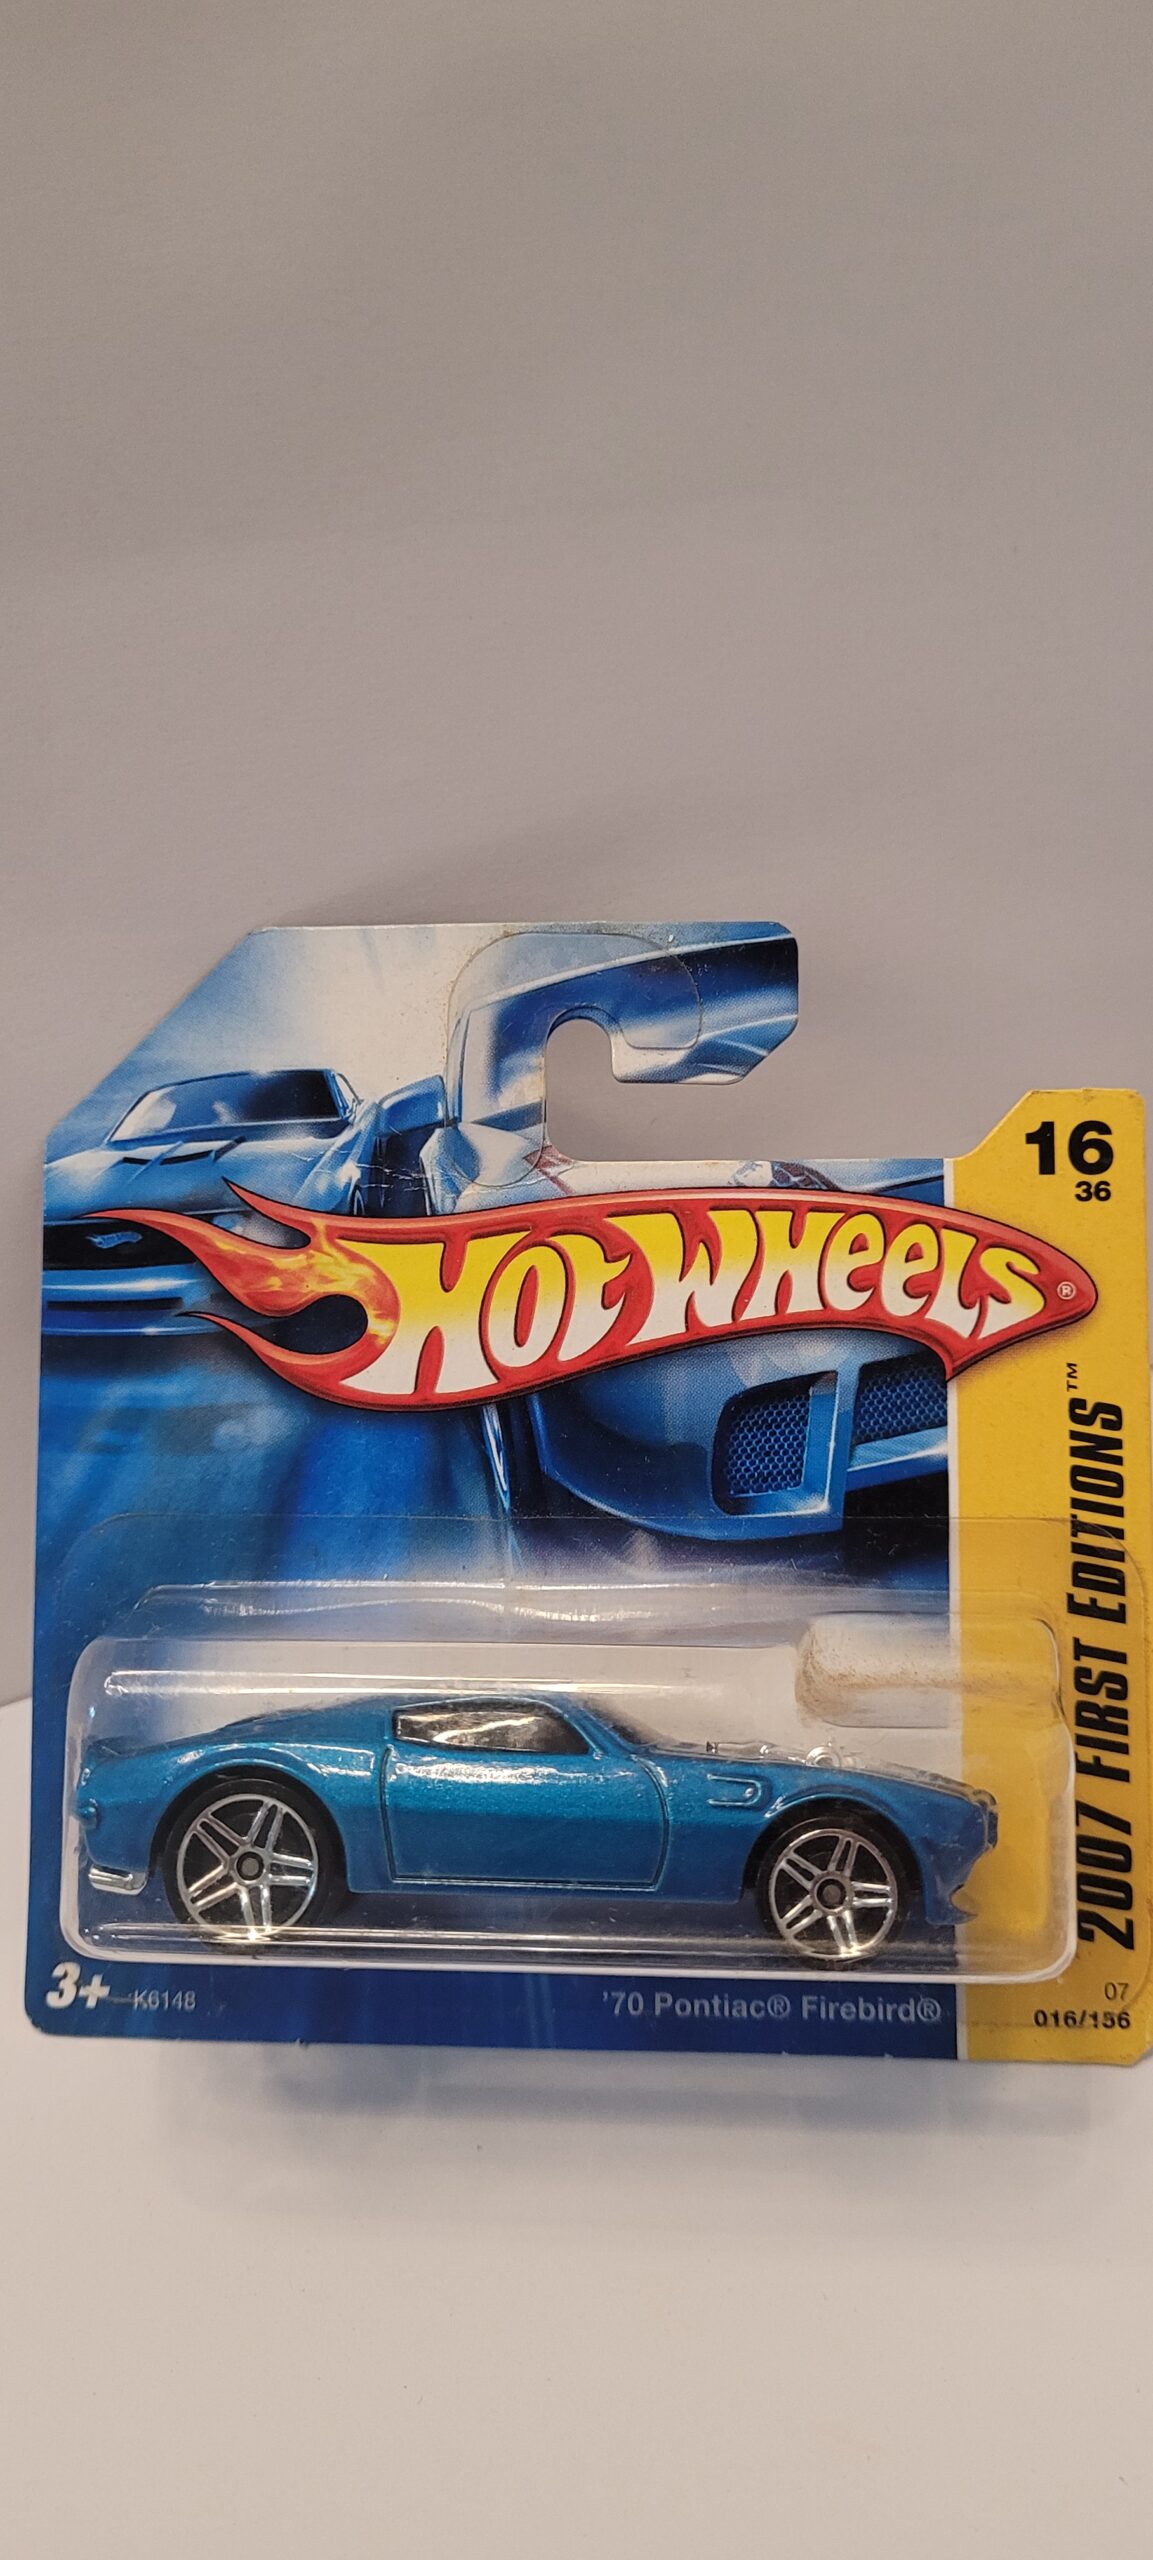 16
36
HOT WHEELS®
2007 FIRST EDITIONS™
3+
K6148
'70 Pontiac® Firebird®
07
016/156